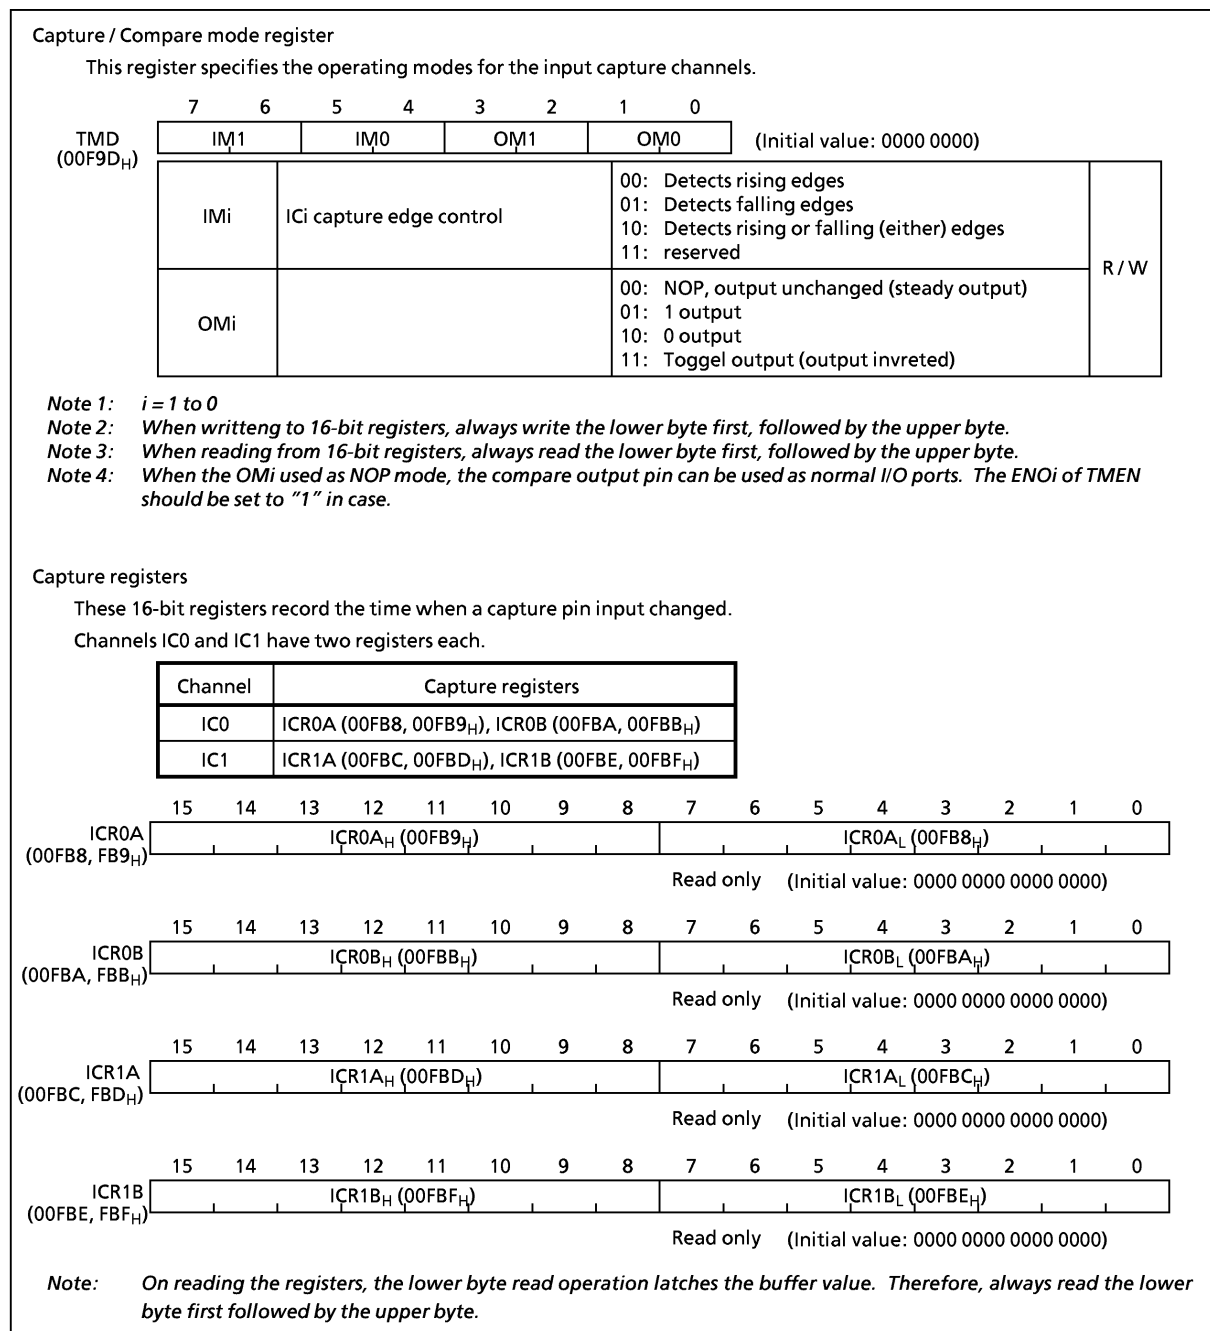 Capture / Compare mode register
This register specifies the operating modes for the input capture channels.
7 6 5 4 3 2 1 0
TMD (00F9DH) IM1 IM0 OM1 OM0 (Initial value: 0000 0000)
IMi ICi capture edge control
00: Detects rising edges
01: Detects falling edges
10: Detects rising or falling (either) edges
11: reserved
R / W
OMi
00: NOP, output unchanged (steady output)
01: 1 output
10: 0 output
11: Toggel output (output invreted)
Note 1: i = 1 to 0
Note 2: When writteng to 16-bit registers, always write the lower byte first, followed by the upper byte.
Note 3: When reading from 16-bit registers, always read the lower byte first, followed by the upper byte.
Note 4: When the OMi used as NOP mode, the compare output pin can be used as normal I/O ports. The ENOi of TMEN
should be set to ″1″ in case.
Capture registers
These 16-bit registers record the time when a capture pin input changed.
Channels IC0 and IC1 have two registers each.
Channel Capture registers
IC0 ICR0A (00FB8, 00FB9H), ICR0B (00FBA, 00FBBH)
IC1 ICR1A (00FBC, 00FBDH), ICR1B (00FBE, 00FBFH)
15 14 13 12 11 10 9 8 7 6 5 4 3 2 1 0
ICR0A (00FB8, FB9H) ICR0AH (00FB9H) ICR0AL (00FB8H)
Read only (Initial value: 0000 0000 0000 0000)
15 14 13 12 11 10 9 8 7 6 5 4 3 2 1 0
ICR0B (00FBA, FBBH) ICR0BH (00FBBH) ICR0BL (00FBAH)
Read only (Initial value: 0000 0000 0000 0000)
15 14 13 12 11 10 9 8 7 6 5 4 3 2 1 0
ICR1A (00FBC, FBDH) ICR1AH (00FBDH) ICR1AL (00FBCH)
Read only (Initial value: 0000 0000 0000 0000)
15 14 13 12 11 10 9 8 7 6 5 4 3 2 1 0
ICR1B (00FBE, FBFH) ICR1BH (00FBFH) ICR1BL (00FBEH)
Read only (Initial value: 0000 0000 0000 0000)
Note: On reading the registers, the lower byte read operation latches the buffer value. Therefore, always read the lower
byte first followed by the upper byte.